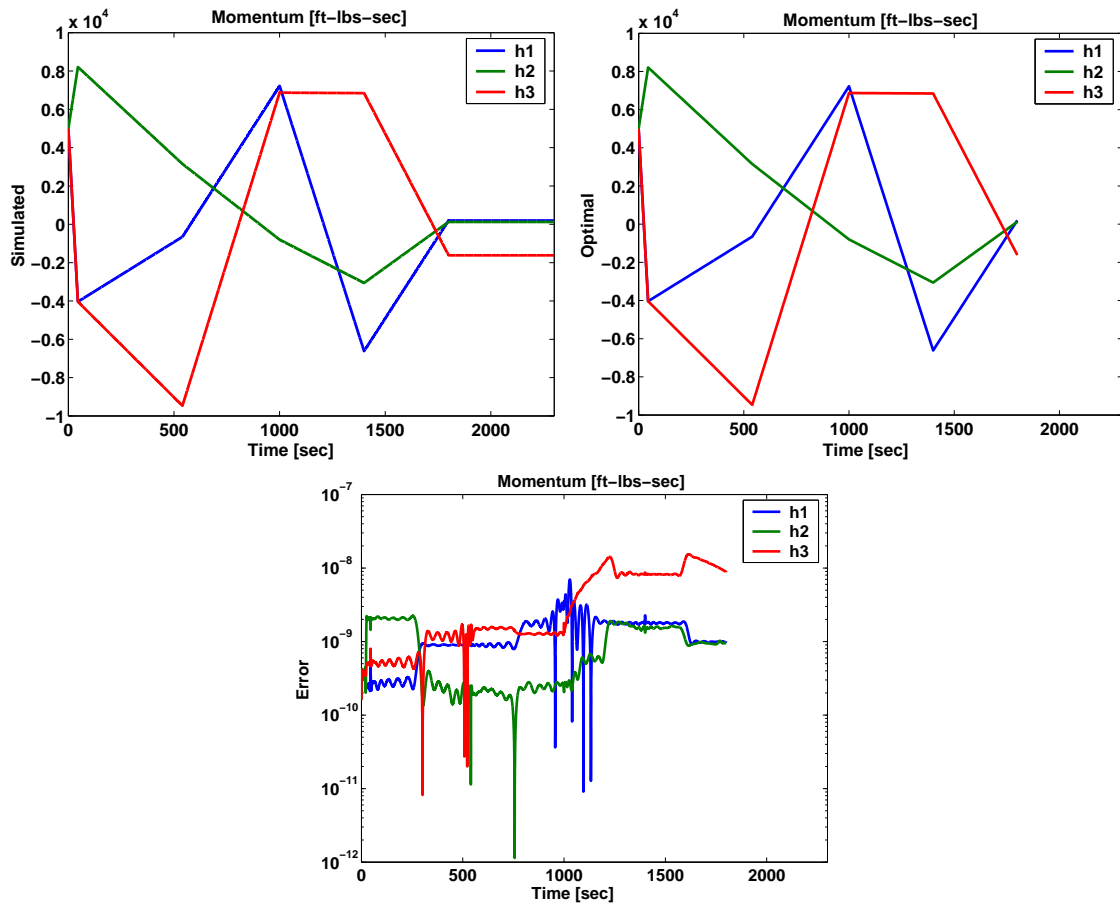 Momentum [ft−lbs−sec]
1 x 10^4
0.8
0.6
0.4
0.2
0
−0.2
−0.4
−0.6
−0.8
−1
Simulated
h1
h2
h3
0 500 1000 1500 2000
Time [sec]
Momentum [ft−lbs−sec]
1 x 10^4
0.8
0.6
0.4
0.2
0
−0.2
−0.4
−0.6
−0.8
−1
Optimal
h1
h2
h3
0 500 1000 1500 2000
Time [sec]
Momentum [ft−lbs−sec]
10^−7
10^−8
10^−9
10^−10
10^−11
10^−12
Error
h1
h2
h3
0 500 1000 1500 2000
Time [sec]